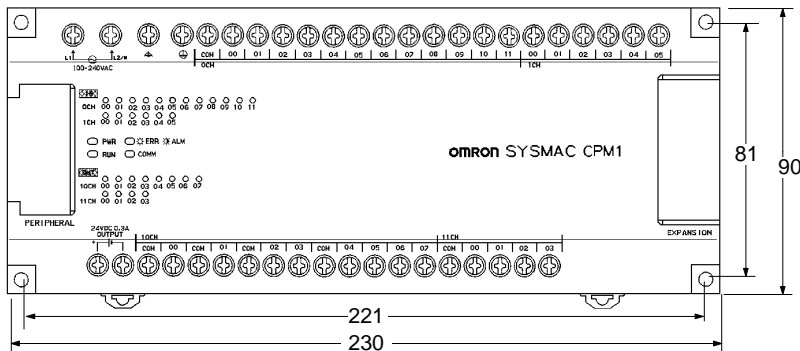 L1 L2/N
100-240VAC
COM 00 01 02 03 04 05 06 07 08 09 10 11 00 01 02 03 04 05
0CH 1CH
0CH 00 01 02 03 04 05 06 07 08 09 10 11
1CH 00 01 02 03 04 05
PWR ERR ALM
RUN COMM
omron SYSMAC CPM1
10CH 00 01 02 03 04 05 06 07
11CH 00 01 02 03
PERIPHERAL
EXPANSION
24VDC 0.3A
OUTPUT
+ -
10CH 11CH
COM 00 COM 01 COM 02 03 COM 04 05 06 07 COM 00 01 02 03
81
90
221
230